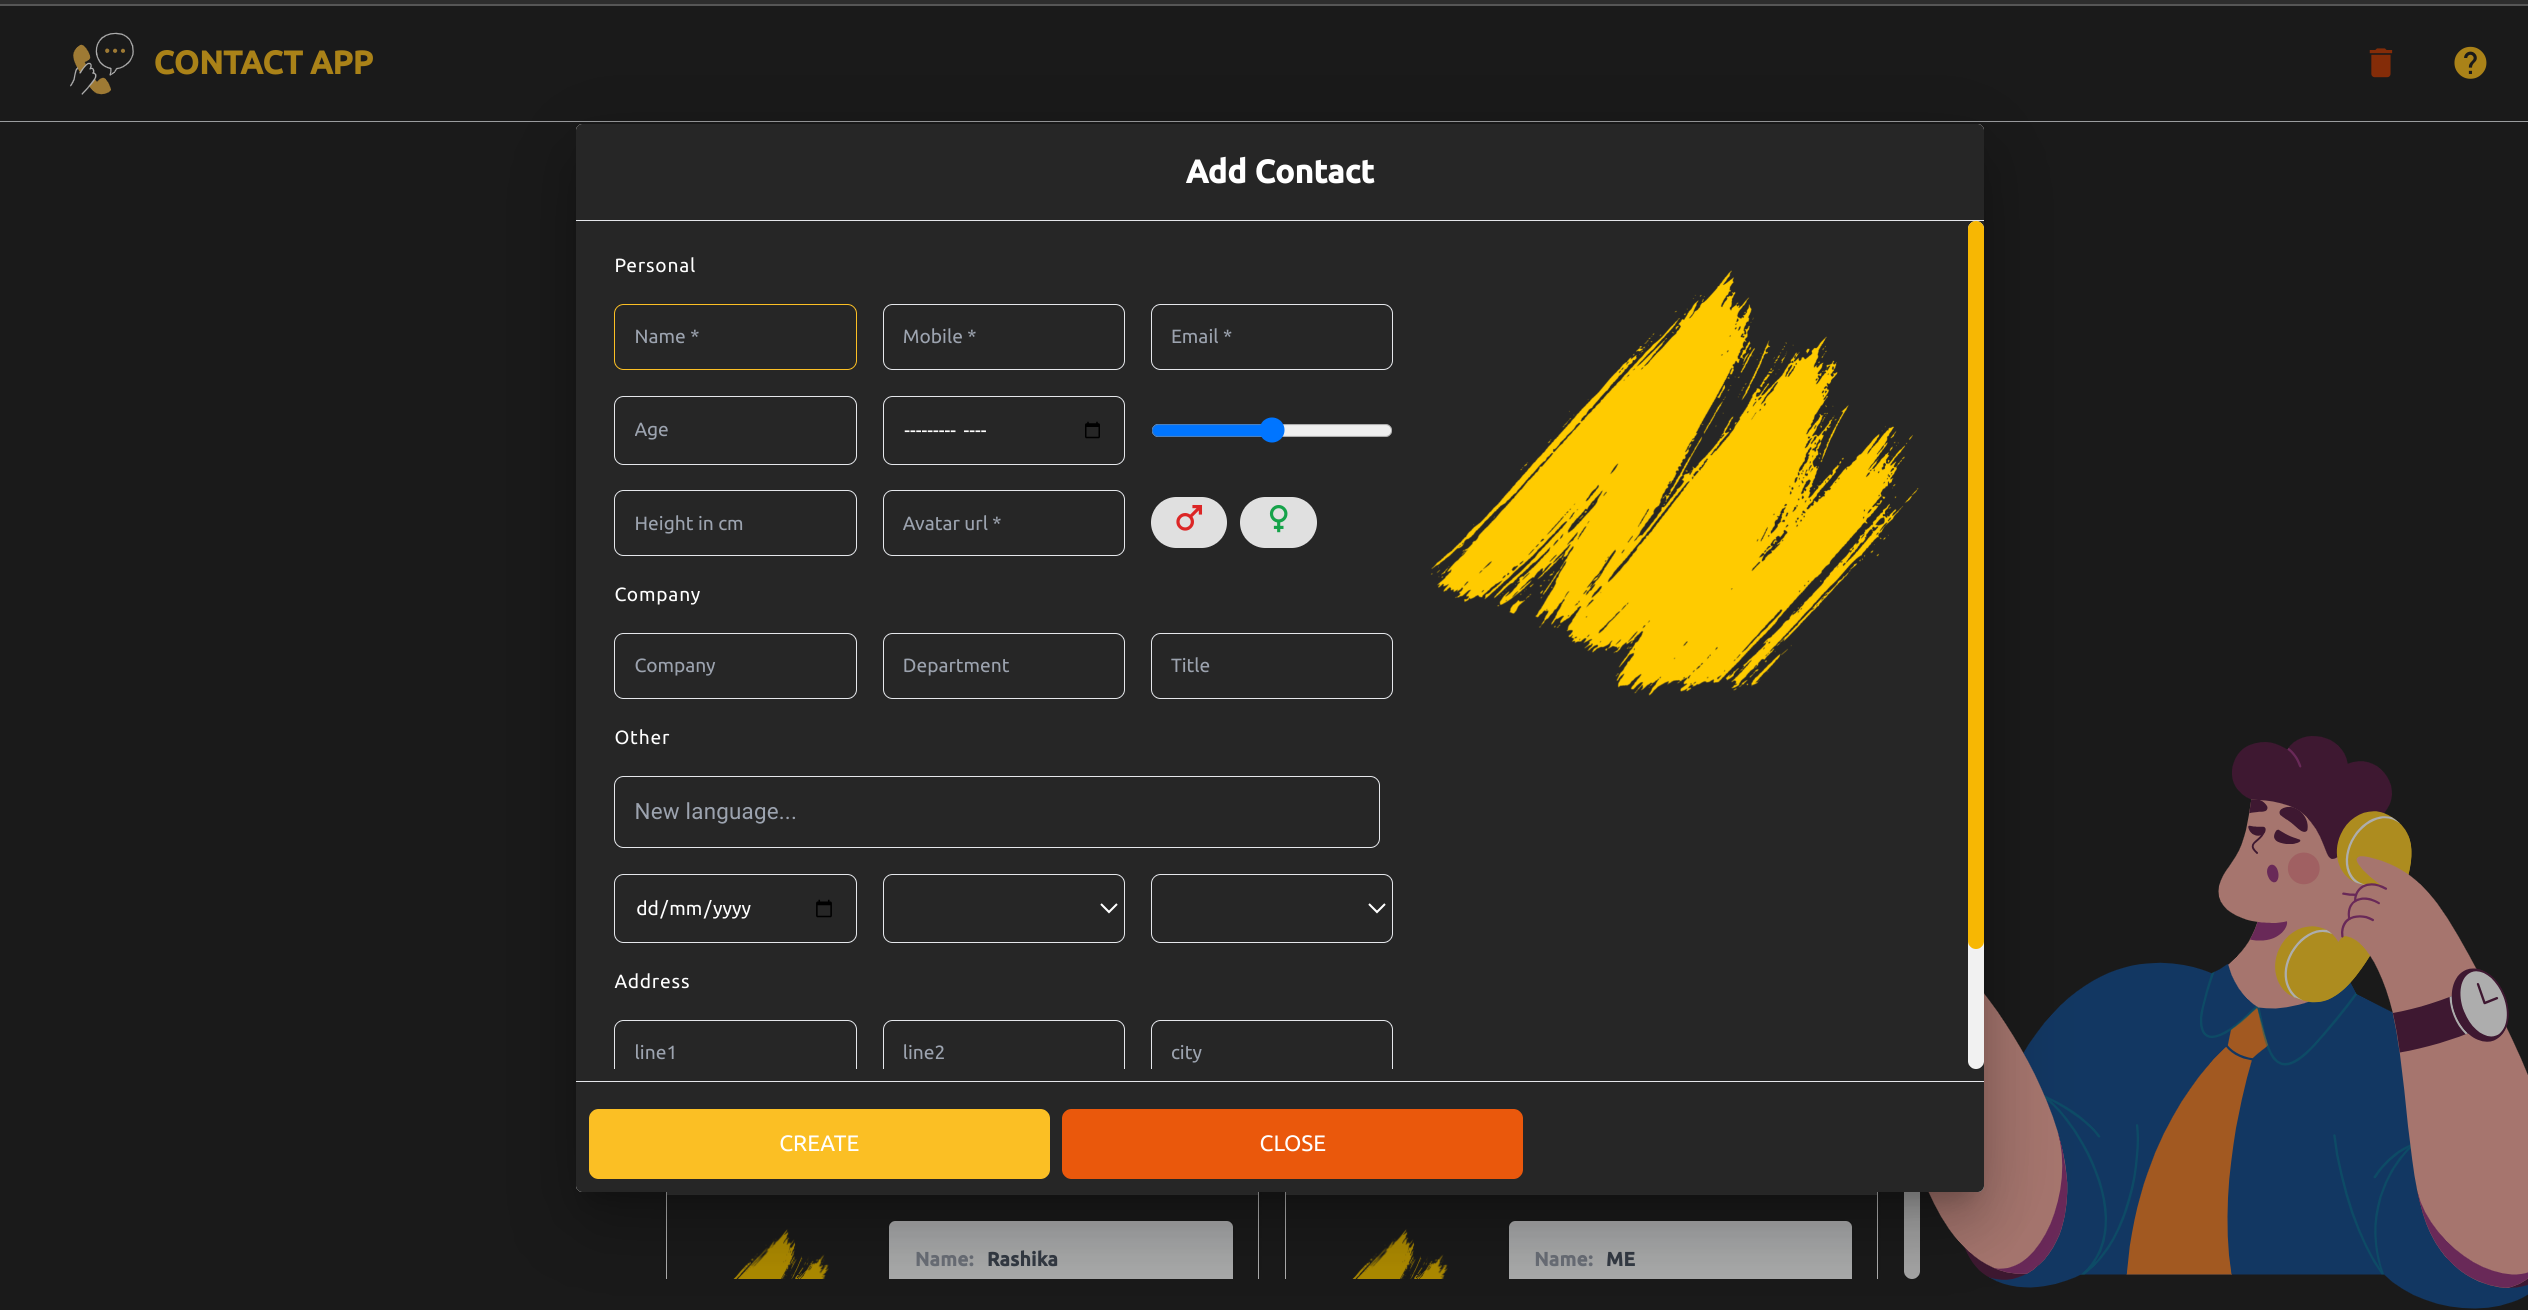 CONTACT APP
?
Add Contact
Personal
Name *
Mobile *
Email *
Age
--------- ----
Height in cm
Avatar url *
Company
Company
Department
Title
Other
New language...
dd/mm/yyyy
Address
line1
line2
city
CREATE
CLOSE
Name: Rashika
Name: ME